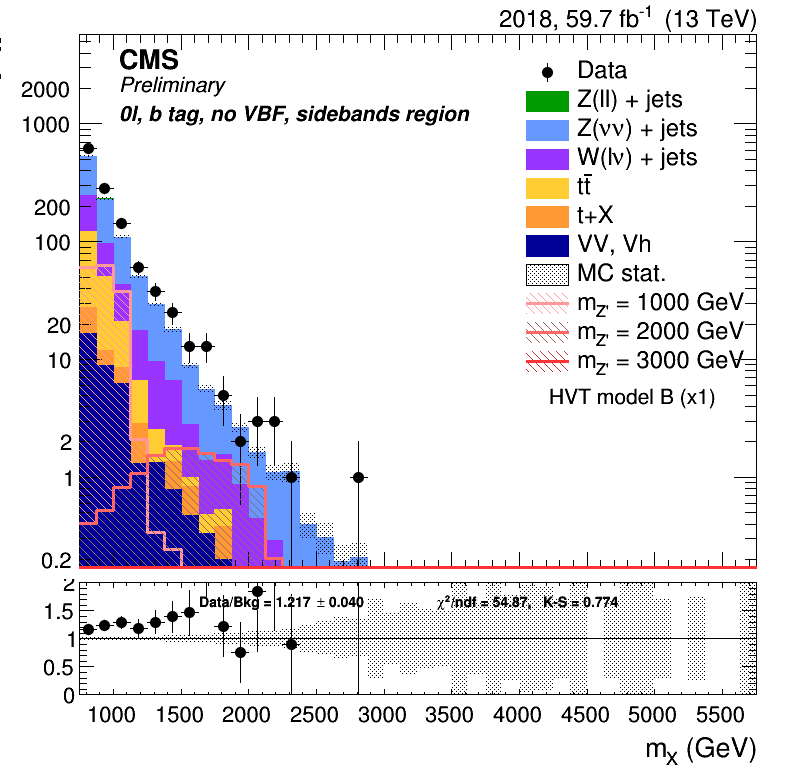 2018, 59.7 fb⁻¹ (13 TeV)
CMS
Preliminary
0l, b tag, no VBF, sidebands region
Data
Z(ll) + jets
Z(νν) + jets
W(lν) + jets
tt̄
t+X
VV, Vh
MC stat.
m_Z' = 1000 GeV
m_Z' = 2000 GeV
m_Z' = 3000 GeV
HVT model B (x1)
2000
1000
200
100
20
10
2
1
0.2
Data/Bkg = 1.217 ± 0.040
χ²/ndf = 54.87, K-S = 0.774
2
1.5
1
0.5
0
1000 1500 2000 2500 3000 3500 4000 4500 5000 5500
m_X (GeV)